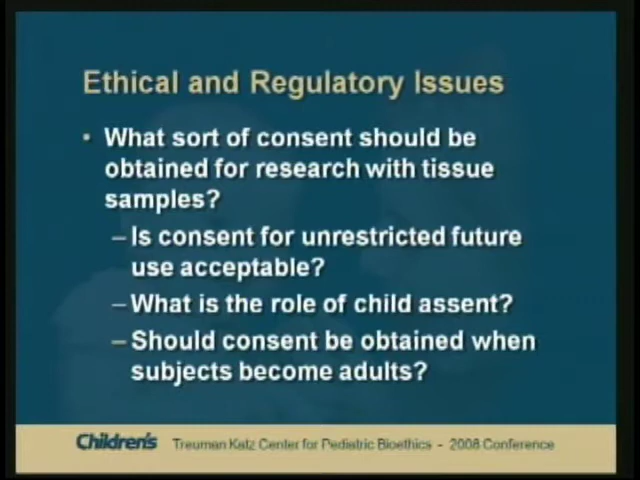 Ethical and Regulatory Issues
• What sort of consent should be
obtained for research with tissue
samples?
– Is consent for unrestricted future
use acceptable?
– What is the role of child assent?
– Should consent be obtained when
subjects become adults?
Children's Treuman Katz Center for Pediatric Bioethics - 2008 Conference